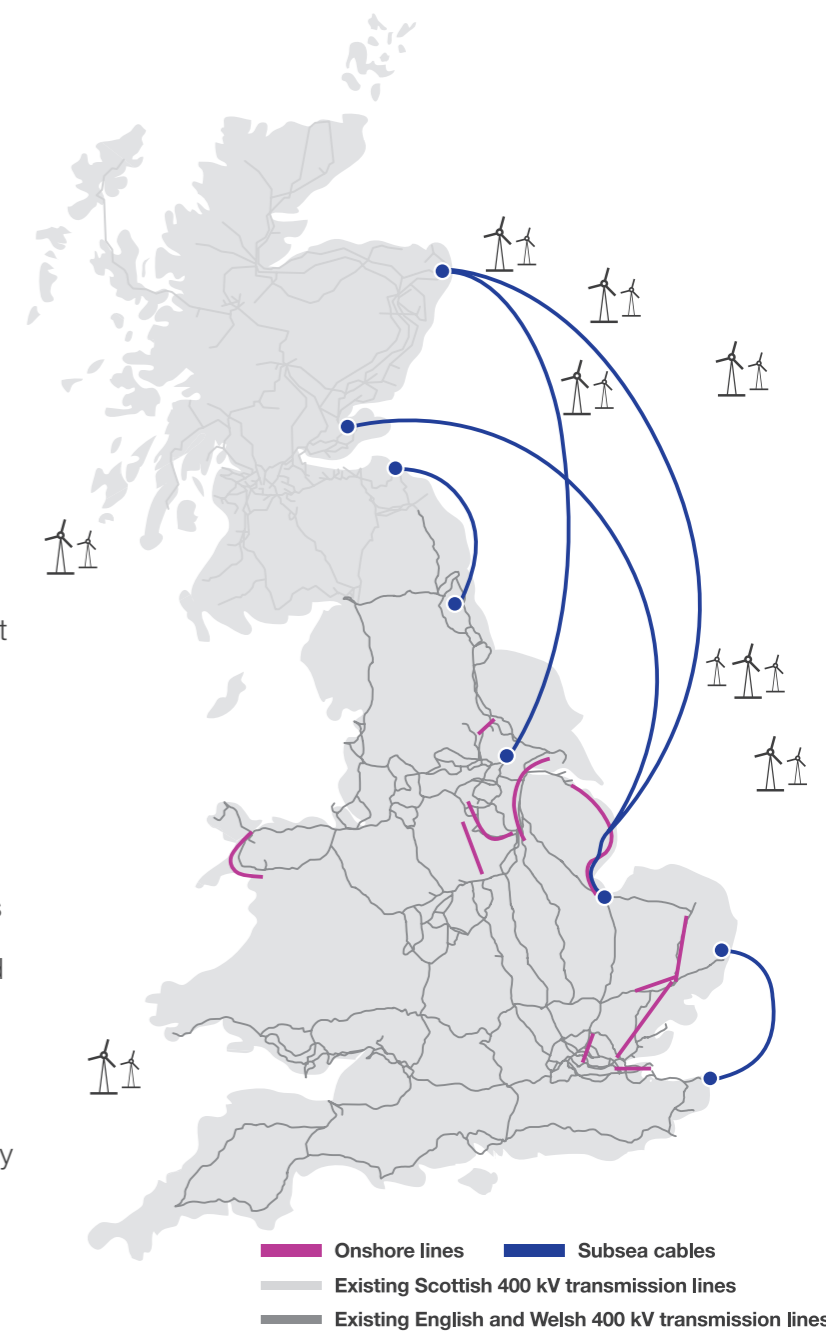 t
s
d
y
Onshore lines
Subsea cables
Existing Scottish 400 kV transmission lines
Existing English and Welsh 400 kV transmission lines